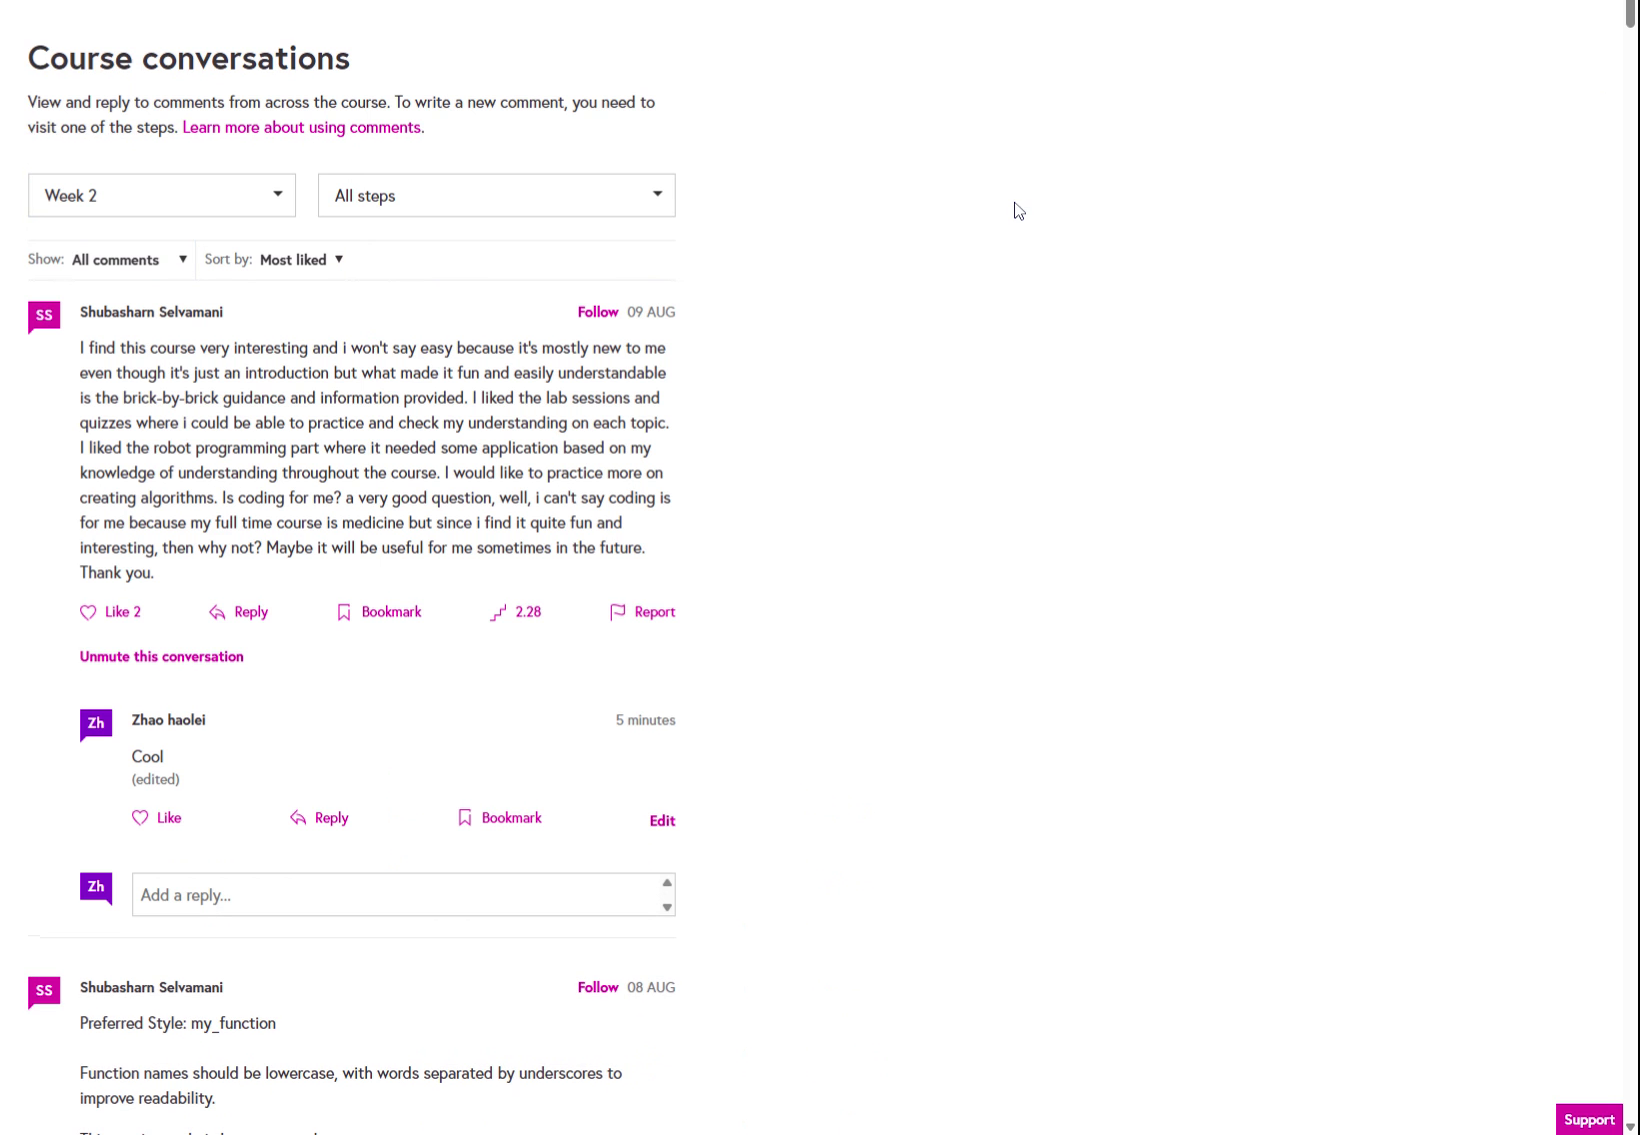 Course conversations
View and reply to comments from across the course. To write a new comment, you need to
visit one of the steps. Learn more about using comments.
Week 2
All steps
Show: All comments
Sort by: Most liked
SS
Shubasharn Selvamani
Follow 09 AUG
I find this course very interesting and i won't say easy because it's mostly new to me
even though it's just an introduction but what made it fun and easily understandable
is the brick-by-brick guidance and information provided. I liked the lab sessions and
quizzes where i could be able to practice and check my understanding on each topic.
I liked the robot programming part where it needed some application based on my
knowledge of understanding throughout the course. I would like to practice more on
creating algorithms. Is coding for me? a very good question, well, i can't say coding is
for me because my full time course is medicine but since i find it quite fun and
interesting, then why not? Maybe it will be useful for me sometimes in the future.
Thank you.
Like 2
Reply
Bookmark
2.28
Report
Unmute this conversation
Zh
Zhao haolei
5 minutes
Cool
(edited)
Like
Reply
Bookmark
Edit
Zh
Add a reply...
SS
Shubasharn Selvamani
Follow 08 AUG
Preferred Style: my_function
Function names should be lowercase, with words separated by underscores to
improve readability.
Support